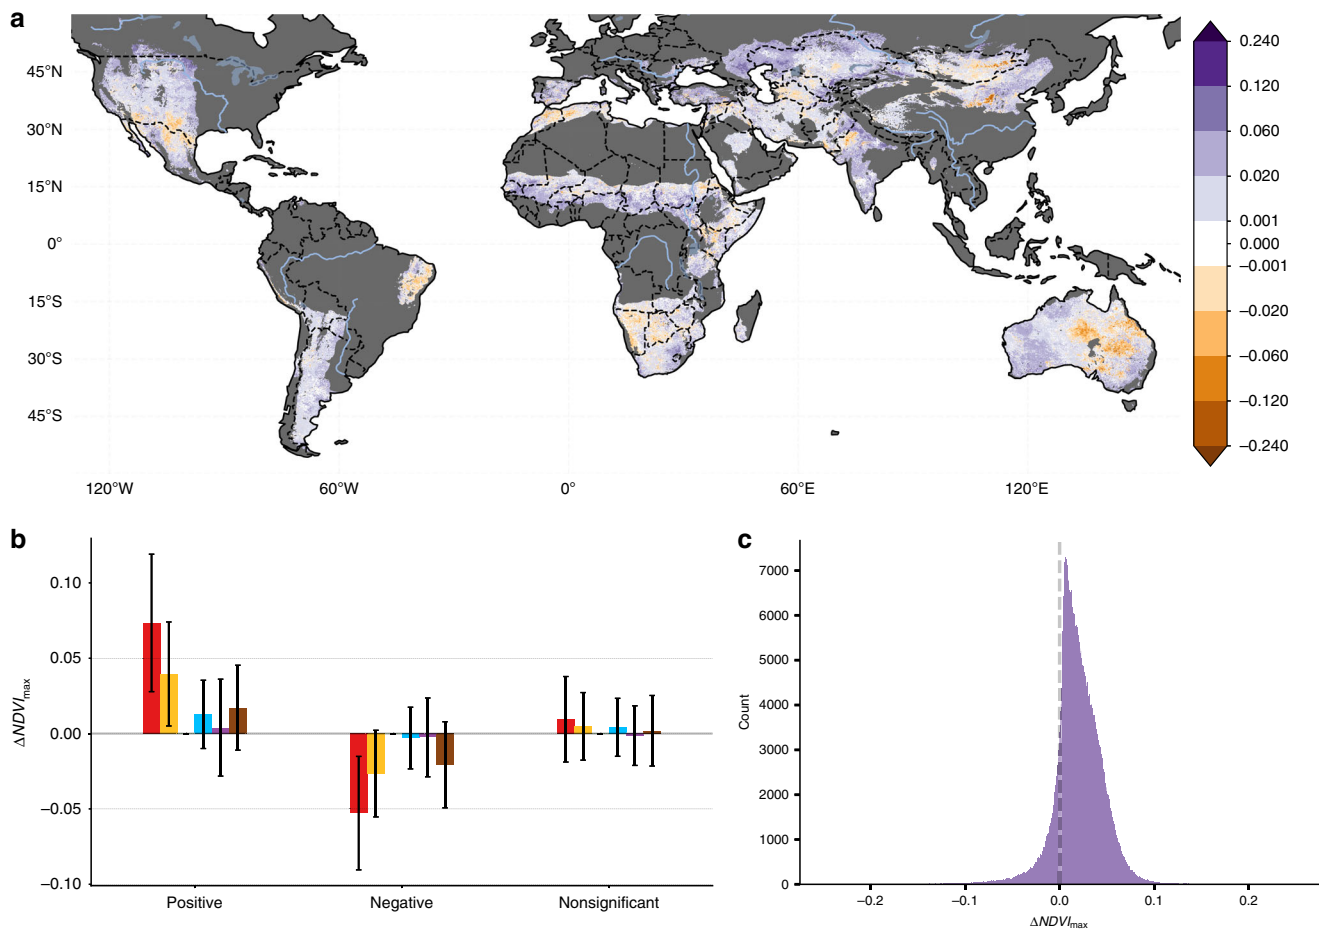 a
45°N
30°N
15°N
0°
15°S
30°S
45°S
120°W 60°W 0° 60°E 120°E
0.240
0.120
0.060
0.020
0.001
0.000
–0.001
–0.020
–0.060
–0.120
–0.240
b
ΔNDVImax
0.10
0.05
0.00
–0.05
–0.10
Positive Negative Nonsignificant
c
Count
7000
6000
5000
4000
3000
2000
1000
0
–0.2 –0.1 0.0 0.1 0.2
ΔNDVImax